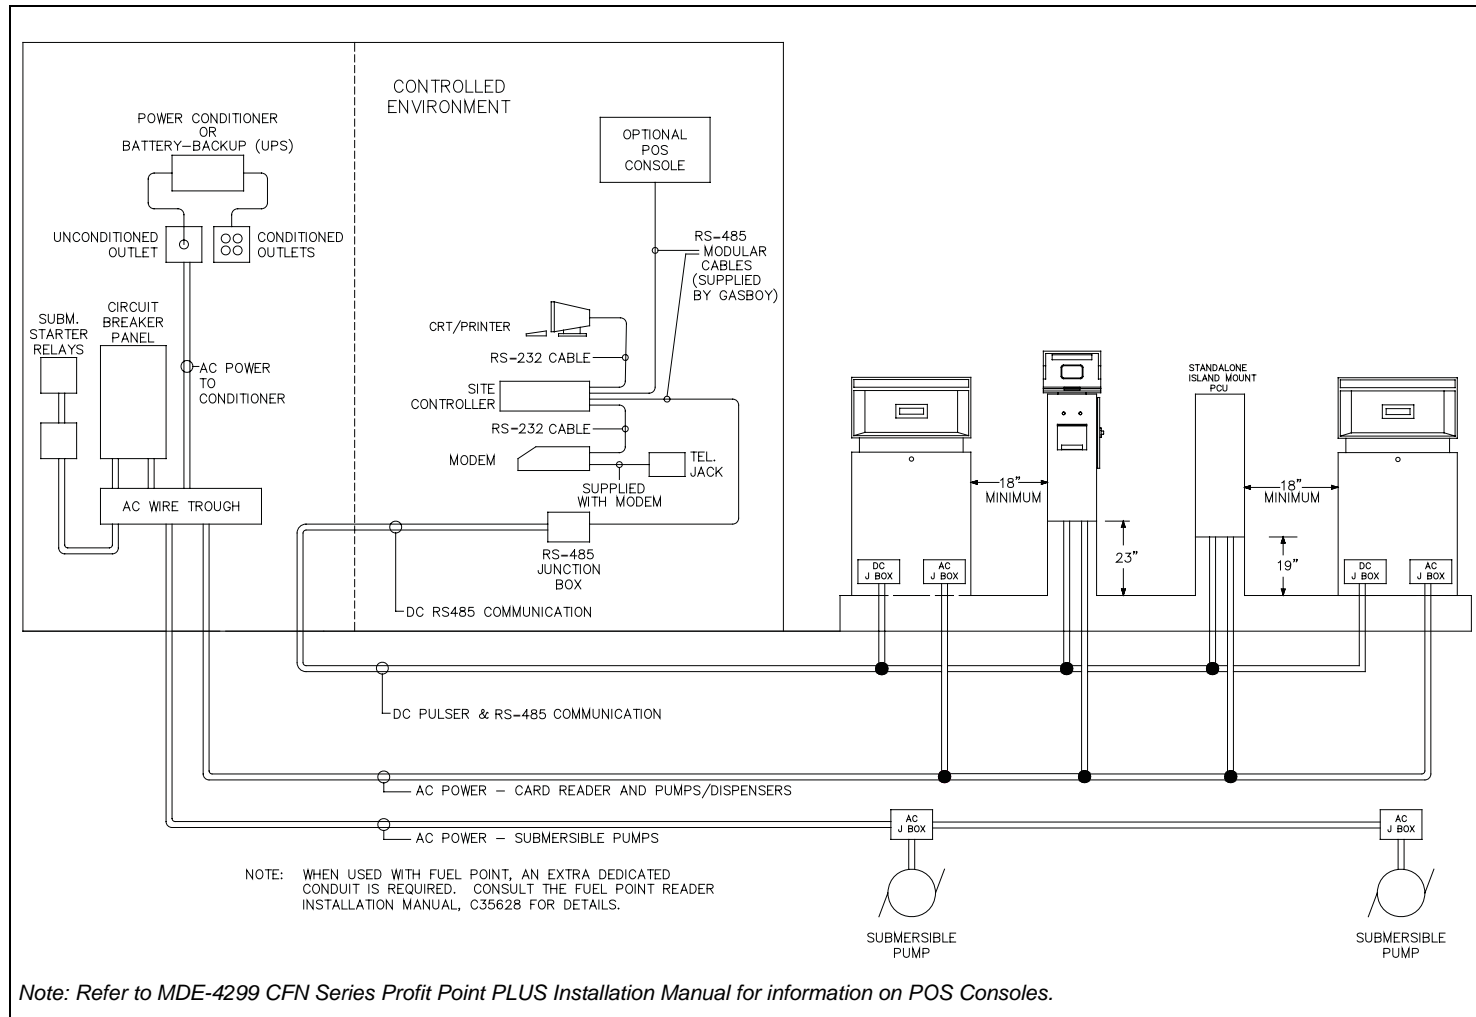 CONTROLLED
ENVIRONMENT
POWER CONDITIONER
OR
BATTERY-BACKUP (UPS)
UNCONDITIONED
OUTLET
CONDITIONED
OUTLETS
SUBM.
STARTER
RELAYS
CIRCUIT
BREAKER
PANEL
AC POWER
TO
CONDITIONER
AC WIRE TROUGH
OPTIONAL
POS
CONSOLE
RS-485
MODULAR
CABLES
(SUPPLIED
BY GASBOY)
CRT/PRINTER
RS-232 CABLE
SITE
CONTROLLER
RS-232 CABLE
MODEM
TEL.
JACK
SUPPLIED
WITH MODEM
RS-485
JUNCTION
BOX
DC RS485 COMMUNICATION
STANDALONE
ISLAND MOUNT
PCU
18"
MINIMUM
18"
MINIMUM
23"
19"
DC
J BOX
AC
J BOX
DC
J BOX
AC
J BOX
DC PULSER & RS-485 COMMUNICATION
AC POWER - CARD READER AND PUMPS/DISPENSERS
AC POWER - SUBMERSIBLE PUMPS
AC
J BOX
AC
J BOX
SUBMERSIBLE
PUMP
SUBMERSIBLE
PUMP
NOTE: WHEN USED WITH FUEL POINT, AN EXTRA DEDICATED
CONDUIT IS REQUIRED. CONSULT THE FUEL POINT READER
INSTALLATION MANUAL, C35628 FOR DETAILS.
Note: Refer to MDE-4299 CFN Series Profit Point PLUS Installation Manual for information on POS Consoles.